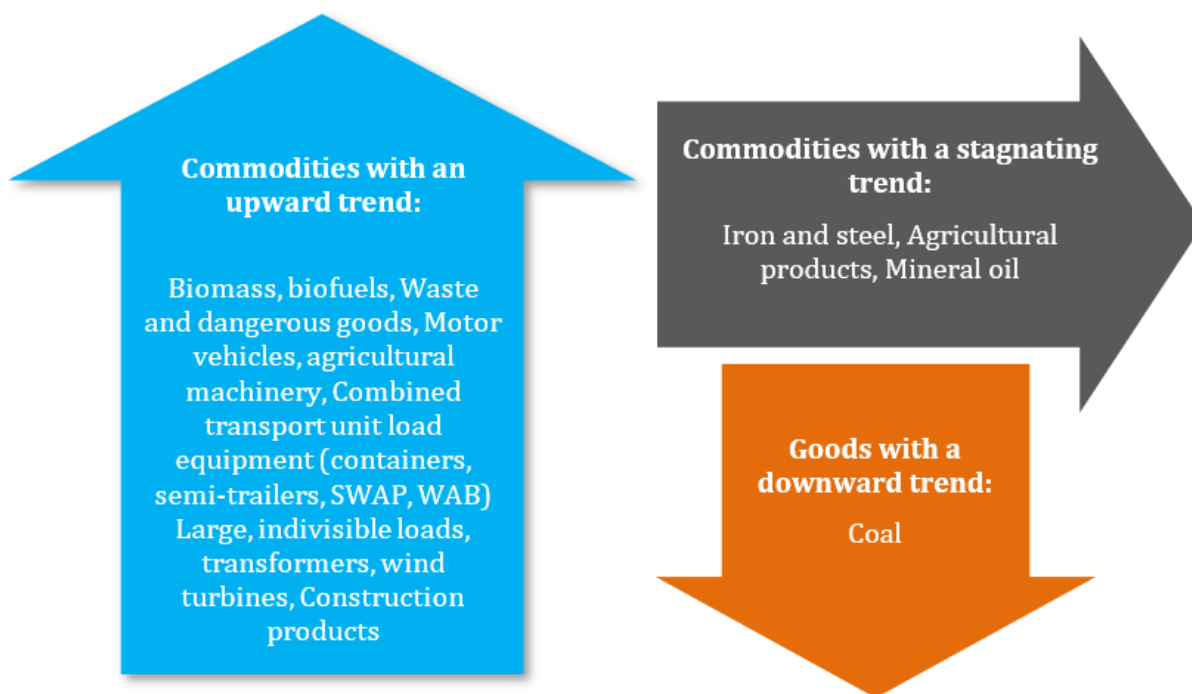 Commodities with an
upward trend:
Biomass, biofuels, Waste
and dangerous goods, Motor
vehicles, agricultural
machinery, Combined
transport unit load
equipment (containers,
semi-trailers, SWAP, WAB)
Large, indivisible loads,
transformers, wind
turbines, Construction
products
Commodities with a stagnating
trend:
Iron and steel, Agricultural
products, Mineral oil
Goods with a
downward trend:
Coal